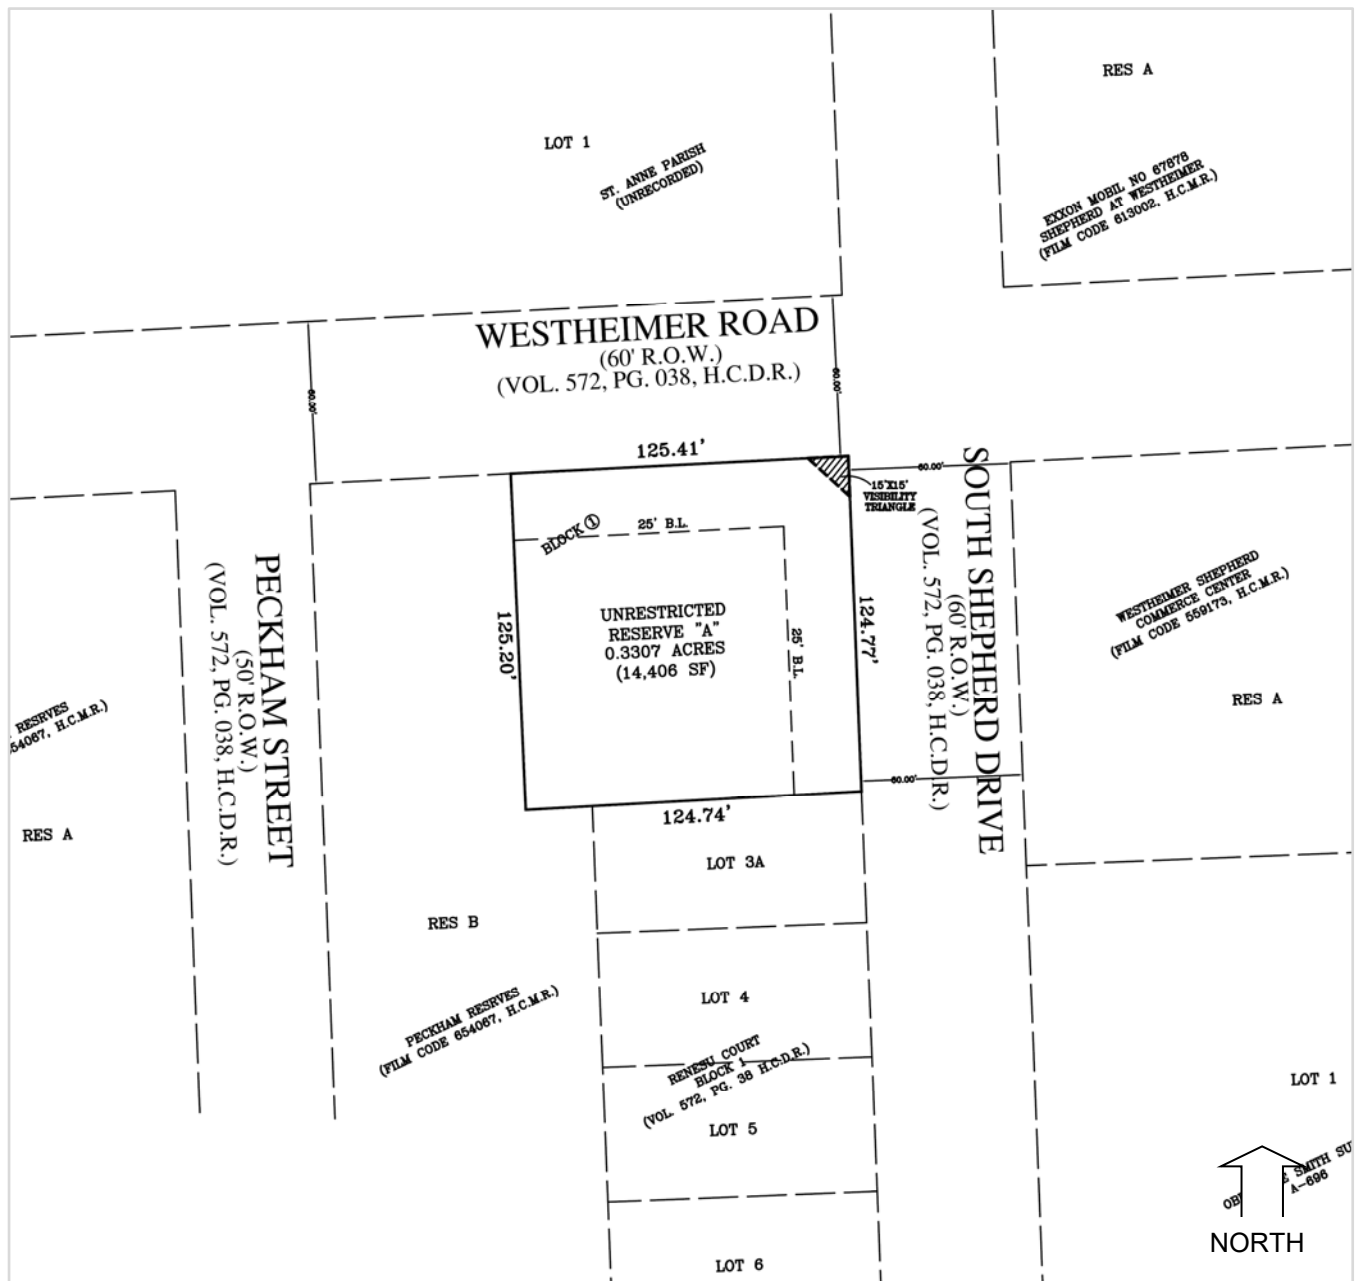 RES A
LOT 1
ST. ANNE PARISH
(UNRECORDED)
EXXON MOBIL NO 67878
SHEPHERD AT WESTHEIMER
(FILM CODE 613002, H.C.M.R.)
WESTHEIMER ROAD
(60' R.O.W.)
(VOL. 572, PG. 038, H.C.D.R.)
60.00'
60.00'
125.41'
60.00'
15'X15'
VISIBILITY
TRIANGLE
BLOCK 1
25' B.L.
SOUTH SHEPHERD DRIVE
(60' R.O.W.)
(VOL. 572, PG. 038, H.C.D.R.)
PECKHAM STREET
(50' R.O.W.)
(VOL. 572, PG. 038, H.C.D.R.)
125.20'
UNRESTRICTED
RESERVE "A"
0.3307 ACRES
(14,406 SF)
25' B.L.
124.77'
WESTHEIMER SHEPHERD
COMMERCE CENTER
(FILM CODE 559173, H.C.M.R.)
RES A
RESRVES
54067, H.C.M.R.)
RES A
60.00'
124.74'
LOT 3A
RES B
PECKHAM RESRVES
(FILM CODE 654067, H.C.M.R.)
LOT 4
RENESU COURT
BLOCK 1
(VOL. 572, PG. 38 H.C.D.R.)
LOT 5
LOT 1
OB E SMITH SU
A-696
NORTH
LOT 6